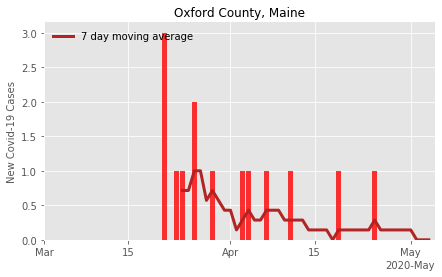 Oxford County, Maine
7 day moving average
New Covid-19 Cases
3.0
2.5
2.0
1.5
1.0
0.5
0.0
Mar
15
Apr
15
May
2020-May